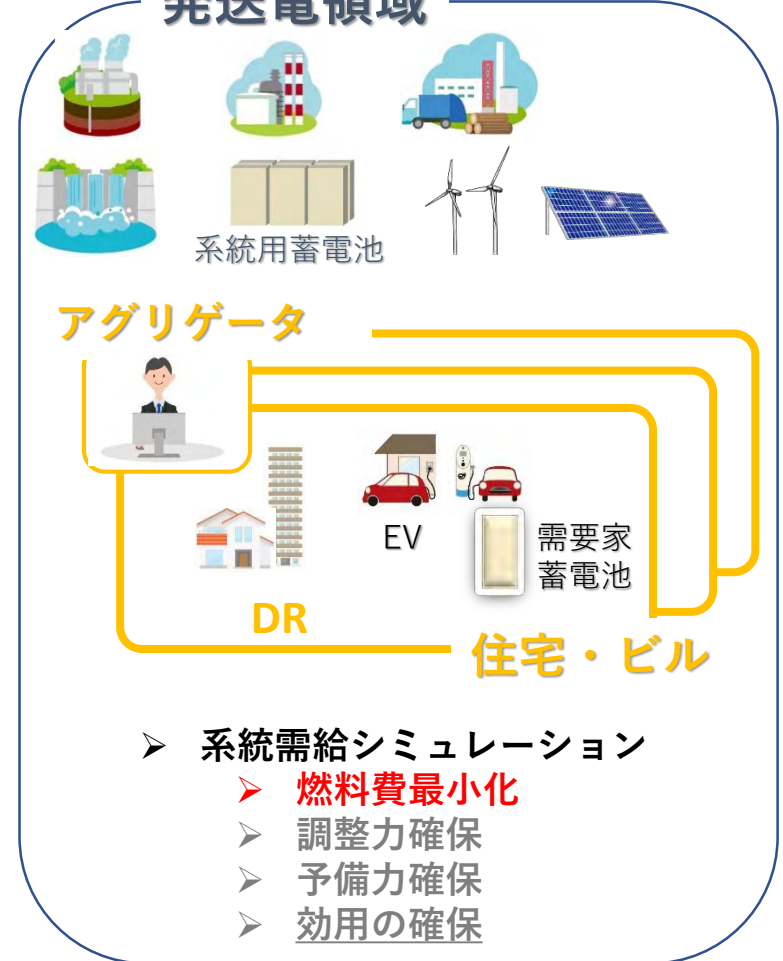 発送電領域
系統用蓄電池
アグリゲータ
EV
需要家
蓄電池
DR
住宅・ビル
➢ 系統需給シミュレーション
➢ 燃料費最小化
➢ 調整力確保
➢ 予備力確保
➢ 効用の確保